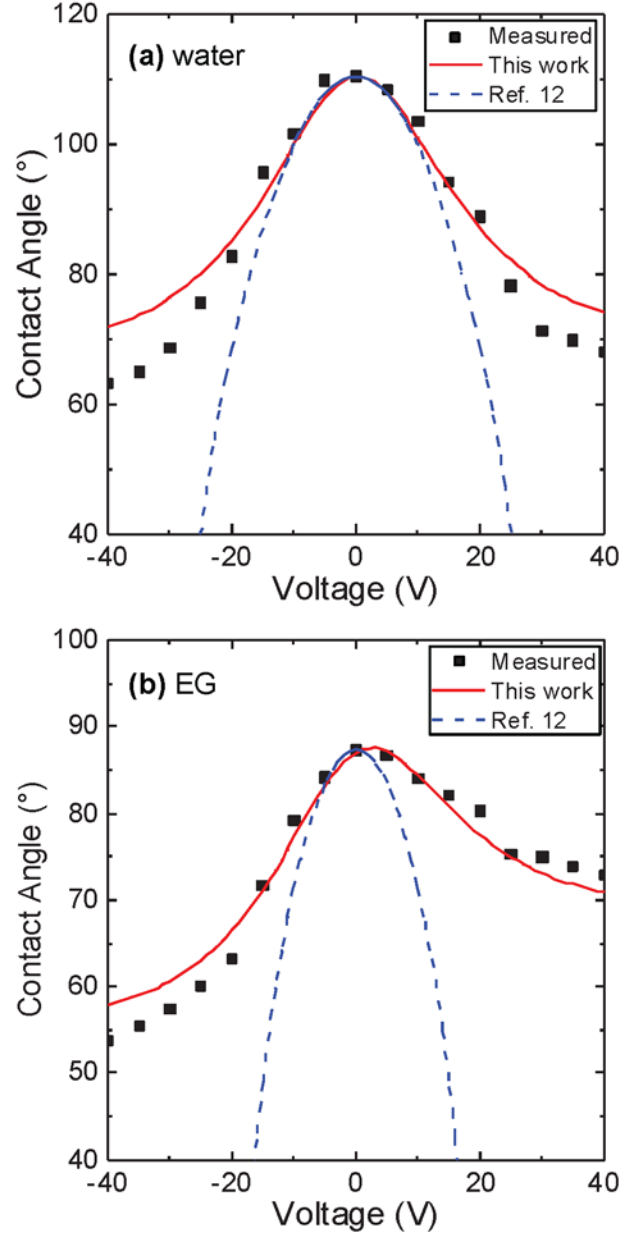 (a) water
Measured
This work
Ref. 12
120
100
80
60
40
Contact Angle (°)
-40 -20 0 20 40
Voltage (V)
(b) EG
Measured
This work
Ref. 12
100
90
80
70
60
50
40
Contact Angle (°)
-40 -20 0 20 40
Voltage (V)